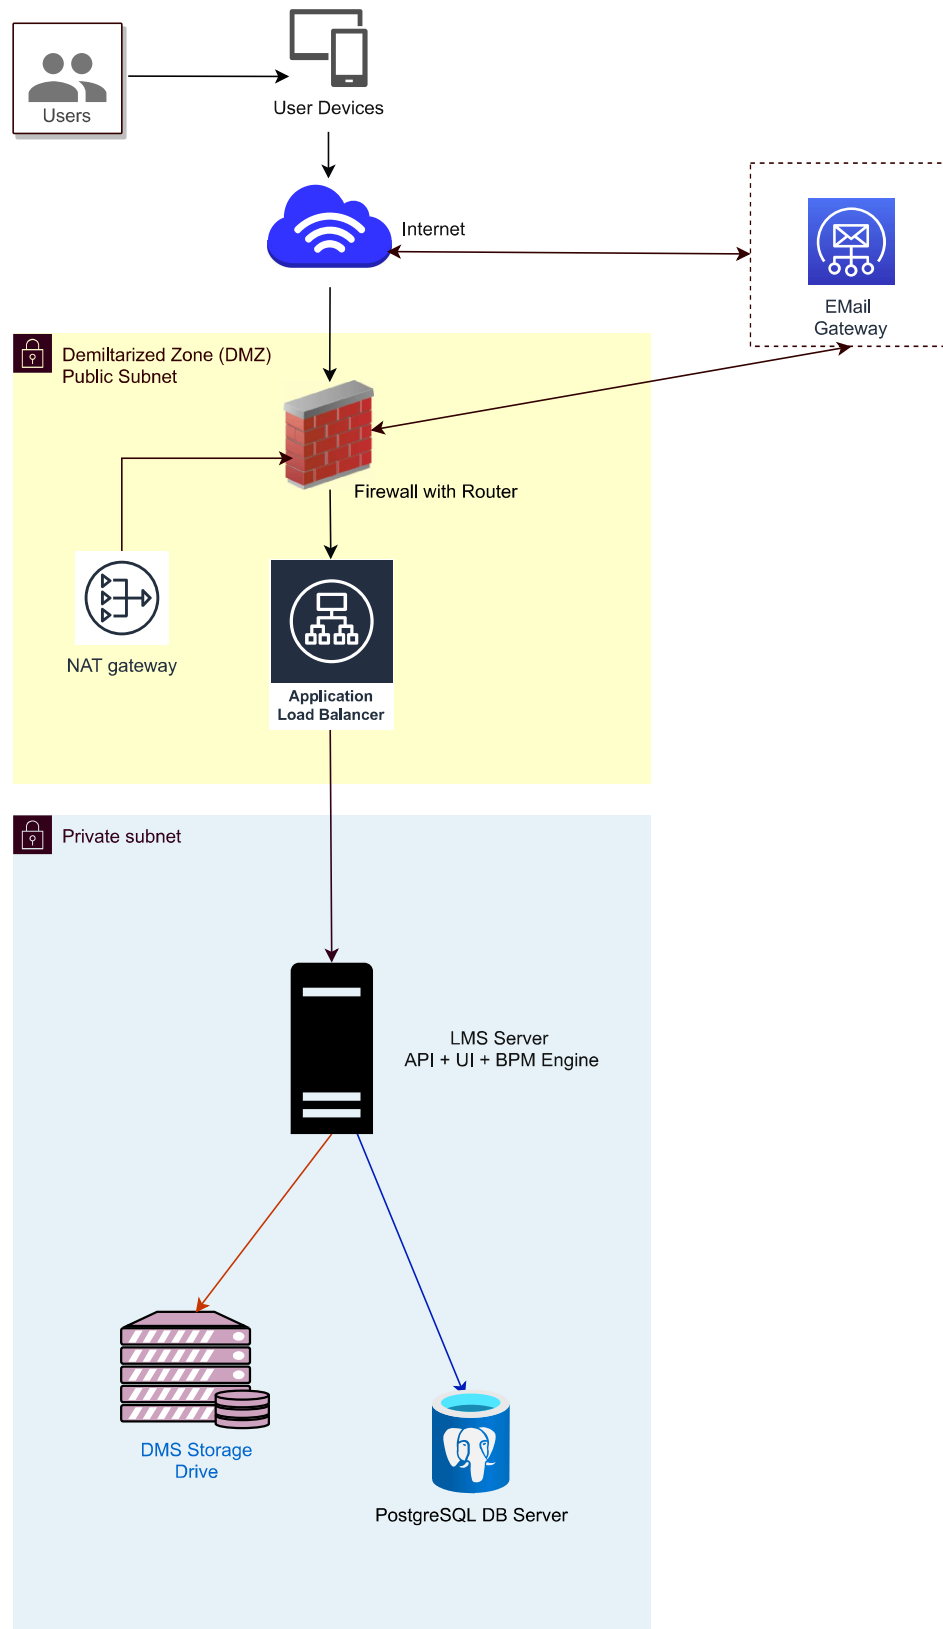 Users
User Devices
Internet
EMail
Gateway
Demiltarized Zone (DMZ)
Public Subnet
Firewall with Router
NAT gateway
Application
Load Balancer
Private subnet
LMS Server
API + UI + BPM Engine
DMS Storage
Drive
PostgreSQL DB Server